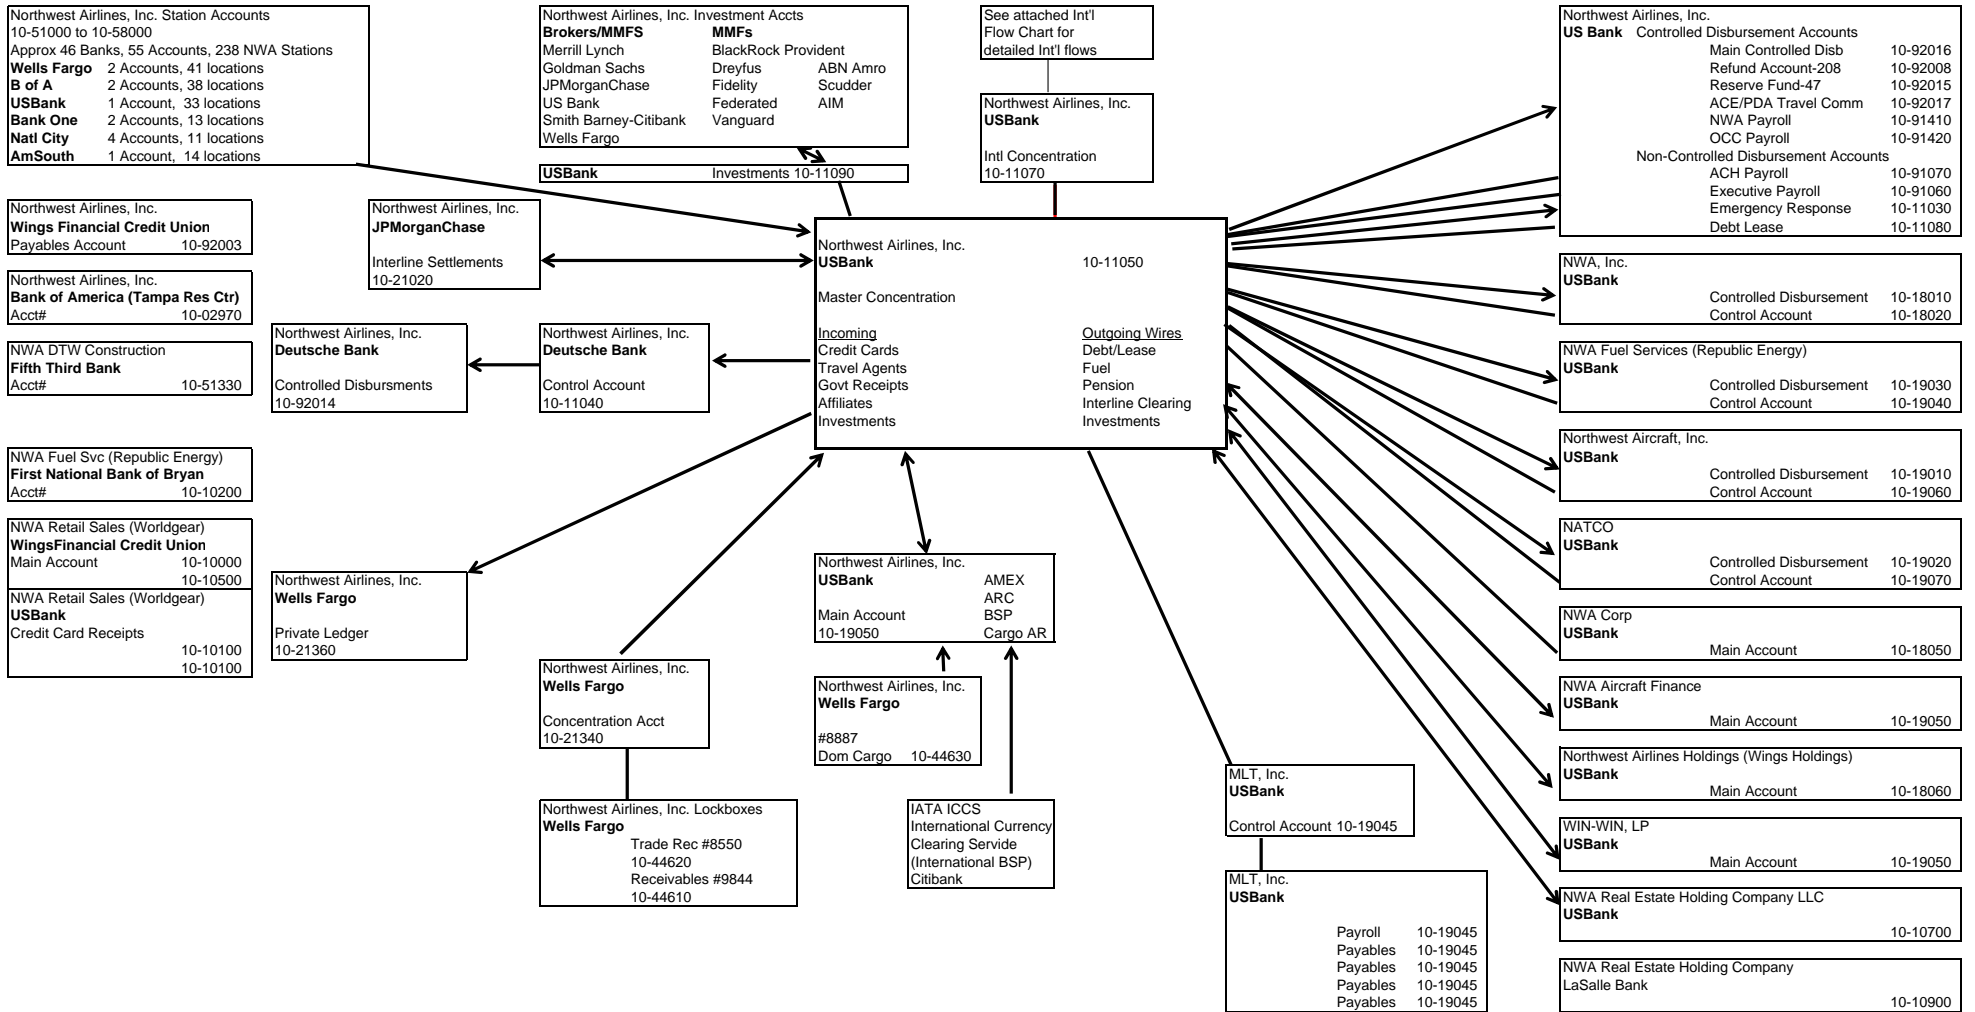 Northwest Airlines, Inc. Station Accounts
10-51000 to 10-58000
Approx 46 Banks, 55 Accounts, 238 NWA Stations
Wells Fargo 2 Accounts, 41 locations
B of A 2 Accounts, 38 locations
USBank 1 Account, 33 locations
Bank One 2 Accounts, 13 locations
Natl City 4 Accounts, 11 locations
AmSouth 1 Account, 14 locations
Northwest Airlines, Inc. Investment Accts
Brokers/MMFS MMFs
Merrill Lynch BlackRock Provident
Goldman Sachs Dreyfus ABN Amro
JPMorganChase Fidelity Scudder
US Bank Federated AIM
Smith Barney-Citibank Vanguard
Wells Fargo
USBank Investments 10-11090
See attached Int'l
Flow Chart for
detailed Int'l flows
Northwest Airlines, Inc.
USBank
Intl Concentration
10-11070
Northwest Airlines, Inc.
US Bank Controlled Disbursement Accounts
Main Controlled Disb 10-92016
Refund Account-208 10-92008
Reserve Fund-47 10-92015
ACE/PDA Travel Comm 10-92017
NWA Payroll 10-91410
OCC Payroll 10-91420
Non-Controlled Disbursement Accounts
ACH Payroll 10-91070
Executive Payroll 10-91060
Emergency Response 10-11030
Debt Lease 10-11080
Northwest Airlines, Inc.
Wings Financial Credit Union
Payables Account 10-92003
Northwest Airlines, Inc.
Bank of America (Tampa Res Ctr)
Acct# 10-02970
NWA DTW Construction
Fifth Third Bank
Acct# 10-51330
NWA Fuel Svc (Republic Energy)
First National Bank of Bryan
Acct# 10-10200
NWA Retail Sales (Worldgear)
WingsFinancial Credit Union
Main Account 10-10000
10-10500
NWA Retail Sales (Worldgear)
USBank
Credit Card Receipts
10-10100
10-10100
Northwest Airlines, Inc.
JPMorganChase
Interline Settlements
10-21020
Northwest Airlines, Inc.
Deutsche Bank
Controlled Disbursments
10-92014
Northwest Airlines, Inc.
Deutsche Bank
Control Account
10-11040
Northwest Airlines, Inc.
USBank 10-11050
Master Concentration
Incoming Outgoing Wires
Credit Cards Debt/Lease
Travel Agents Fuel
Govt Receipts Pension
Affiliates Interline Clearing
Investments Investments
Northwest Airlines, Inc.
Wells Fargo
Private Ledger
10-21360
Northwest Airlines, Inc.
Wells Fargo
Concentration Acct
10-21340
Northwest Airlines, Inc. Lockboxes
Wells Fargo
Trade Rec #8550
10-44620
Receivables #9844
10-44610
Northwest Airlines, Inc.
USBank AMEX
ARC
Main Account BSP
10-19050 Cargo AR
Northwest Airlines, Inc.
Wells Fargo
#8887
Dom Cargo 10-44630
IATA ICCS
International Currency
Clearing Servide
(International BSP)
Citibank
MLT, Inc.
USBank
Control Account 10-19045
MLT, Inc.
USBank
Payroll 10-19045
Payables 10-19045
Payables 10-19045
Payables 10-19045
Payables 10-19045
NWA, Inc.
USBank
Controlled Disbursement 10-18010
Control Account 10-18020
NWA Fuel Services (Republic Energy)
USBank
Controlled Disbursement 10-19030
Control Account 10-19040
Northwest Aircraft, Inc.
USBank
Controlled Disbursement 10-19010
Control Account 10-19060
NATCO
USBank
Controlled Disbursement 10-19020
Control Account 10-19070
NWA Corp
USBank
Main Account 10-18050
NWA Aircraft Finance
USBank
Main Account 10-19050
Northwest Airlines Holdings (Wings Holdings)
USBank
Main Account 10-18060
WIN-WIN, LP
USBank
Main Account 10-19050
NWA Real Estate Holding Company LLC
USBank
10-10700
NWA Real Estate Holding Company
LaSalle Bank
10-10900